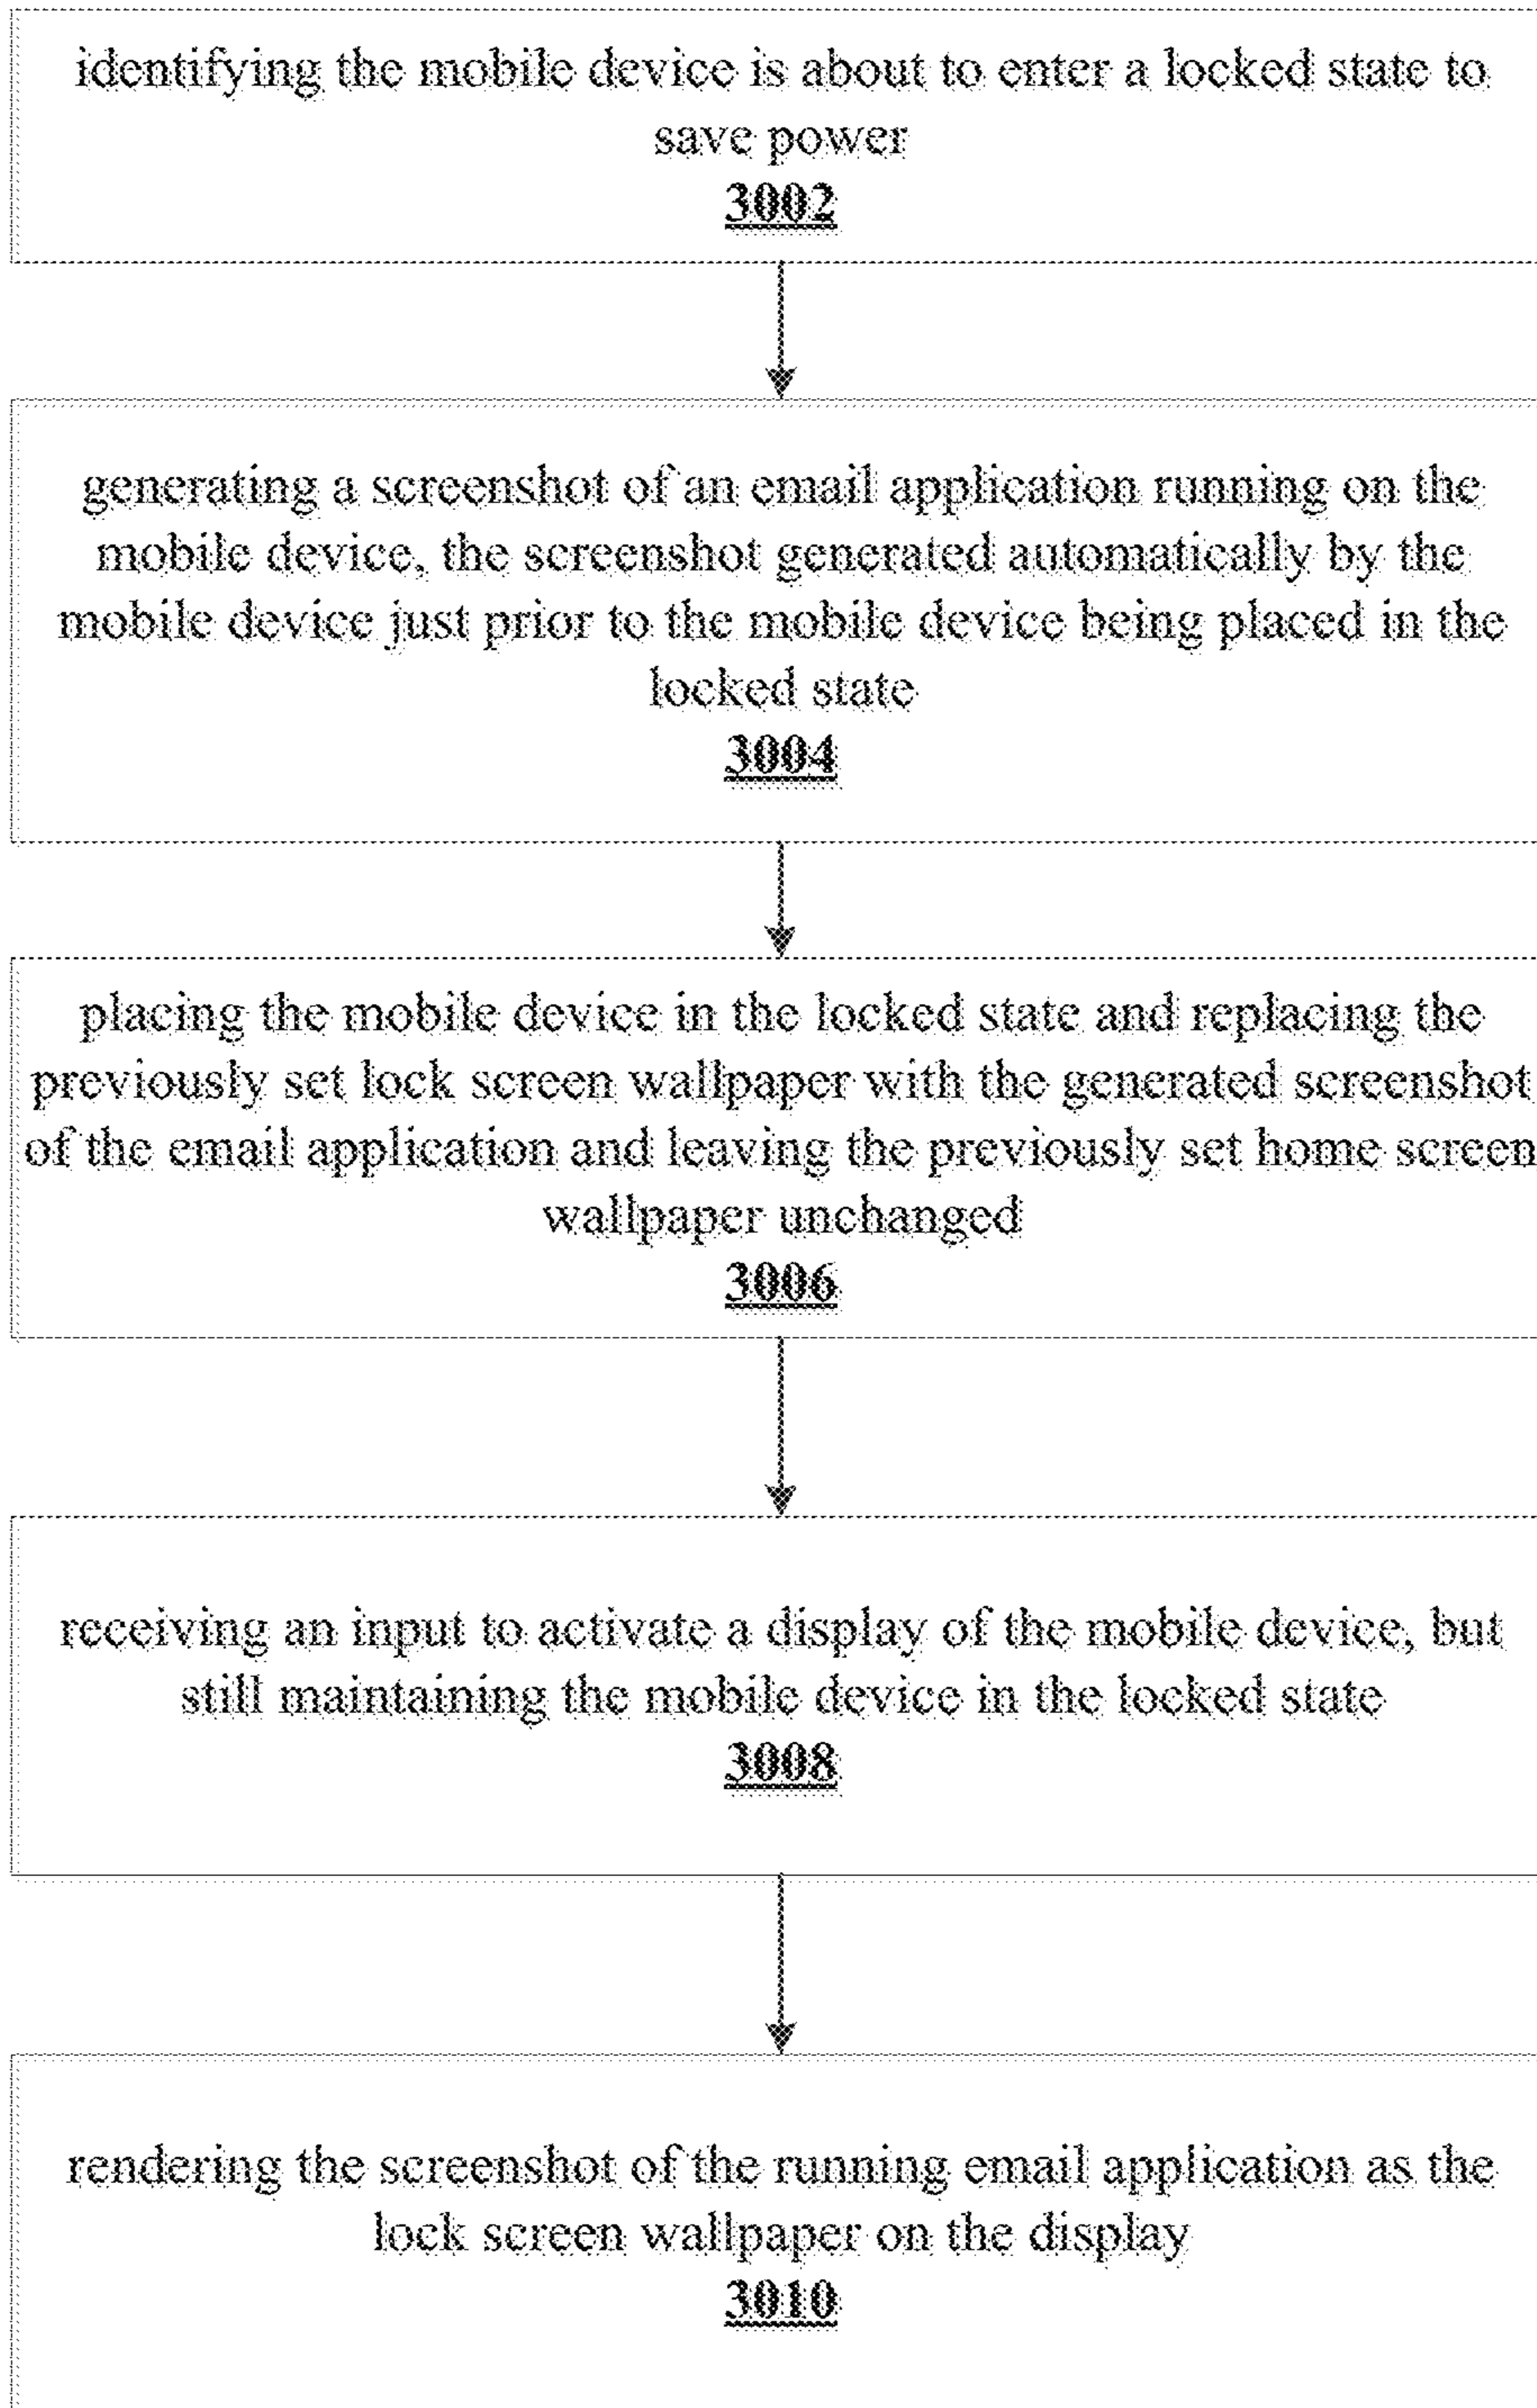 identifying the mobile device is about to enter a locked state to
save power
3002
generating a screenshot of an email application running on the
mobile device, the screenshot generated automatically by the
mobile device just prior to the mobile device being placed in the
locked state
3004
placing the mobile device in the locked state and replacing the
previously set lock screen wallpaper with the generated screenshot
of the email application and leaving the previously set home screen
wallpaper unchanged
3006
receiving an input to activate a display of the mobile device, but
still maintaining the mobile device in the locked state
3008
rendering the screenshot of the running email application as the
lock screen wallpaper on the display
3010